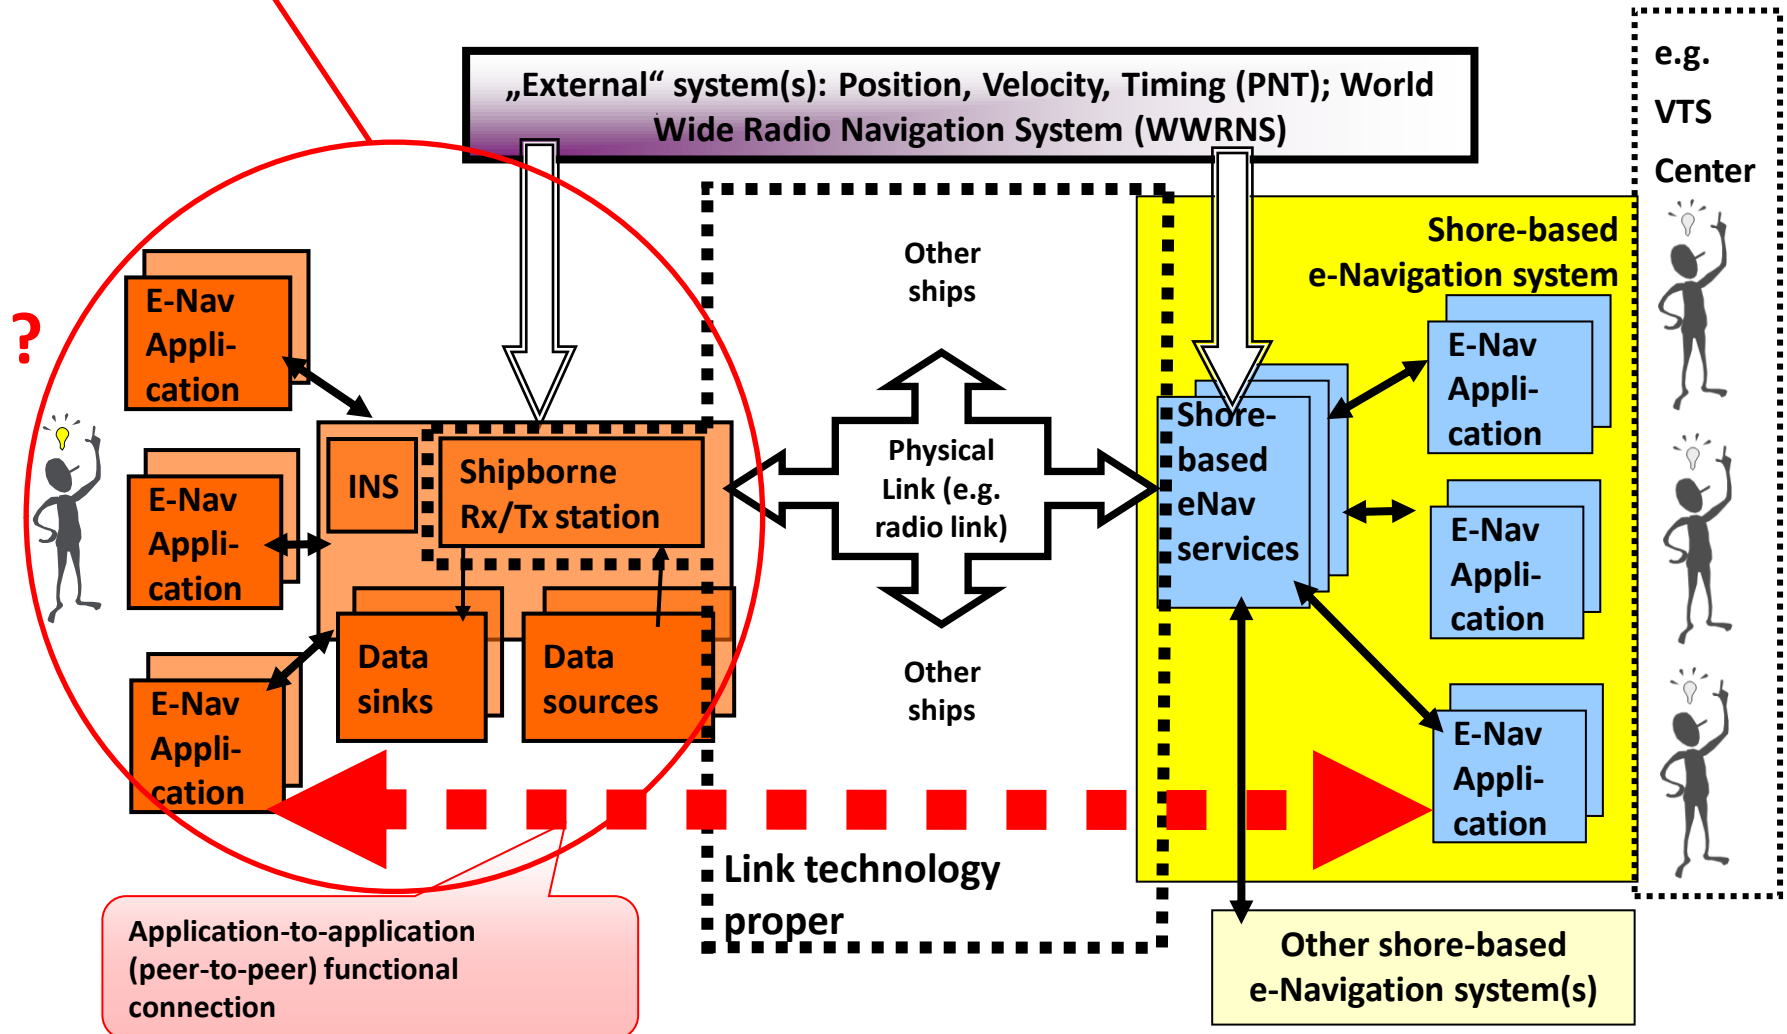 „External“ system(s): Position, Velocity, Timing (PNT); World
Wide Radio Navigation System (WWRNS)
e.g.
VTS
Center
?
E-Nav
Appli-
cation
E-Nav
Appli-
cation
E-Nav
Appli-
cation
INS
Shipborne
Rx/Tx station
Data
sinks
Data
sources
Other
ships
Physical
Link (e.g.
radio link)
Other
ships
Link technology
proper
Shore-based
e-Navigation system
Shore-
based
eNav
services
E-Nav
Appli-
cation
E-Nav
Appli-
cation
E-Nav
Appli-
cation
Application-to-application
(peer-to-peer) functional
connection
Other shore-based
e-Navigation system(s)